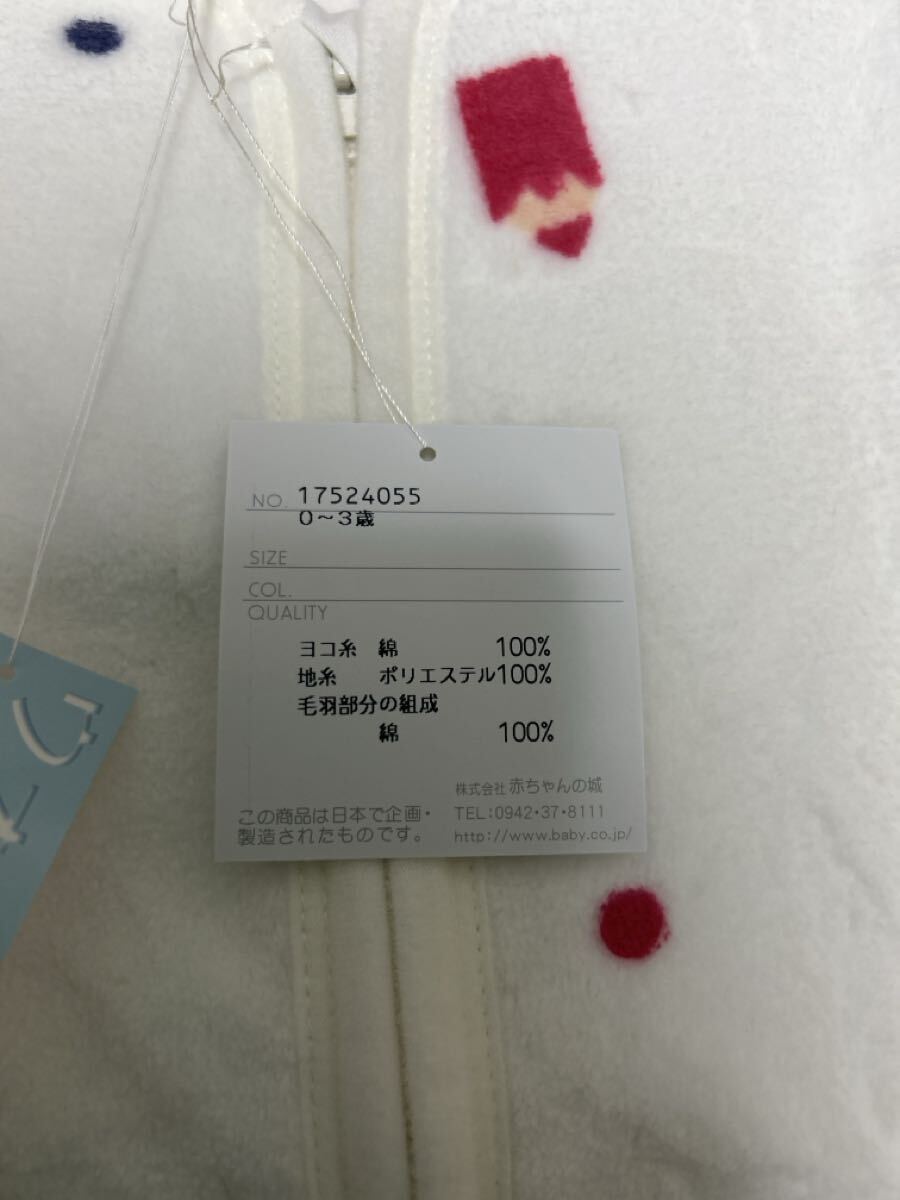 NO. 17524055
0～3歳
SIZE
COL.
QUALITY
ヨコ糸 綿 100%
地糸 ポリエステル100%
毛羽部分の組成
綿 100%
この商品は日本で企画・
製造されたものです。
株式会社 赤ちゃんの城
TEL:0942・37・8111
http://www.baby.co.jp/